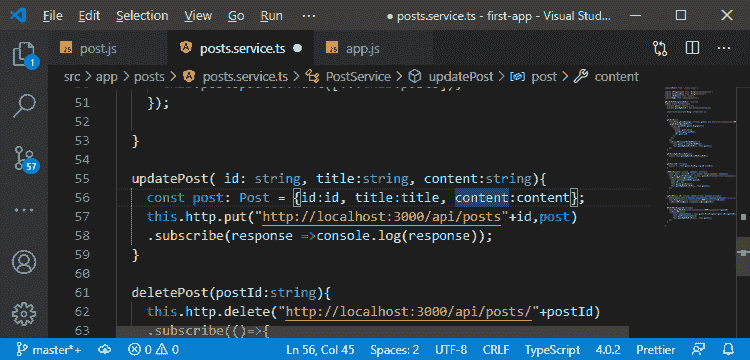 File Edit Selection View Go Run ... posts.service.ts - first-app - Visual Stud...
post.js posts.service.ts app.js
src > app > posts > posts.service.ts > PostService > updatePost > post > content
51 });
52
53 }
54
55 updatePost( id: string, title:string, content:string){
56 const post: Post = {id:id, title:title, content:content};
57 this.http.put("http://localhost:3000/api/posts"+id,post)
58 .subscribe(response =>console.log(response));
59 }
60
61 deletePost(postId:string){
62 this.http.delete("http://localhost:3000/api/posts/"+postId)
63 .subscribe(()=>{
1
57
master*+ 0 0 Ln 56, Col 45 Spaces: 2 UTF-8 CRLF TypeScript 4.0.2 Prettier